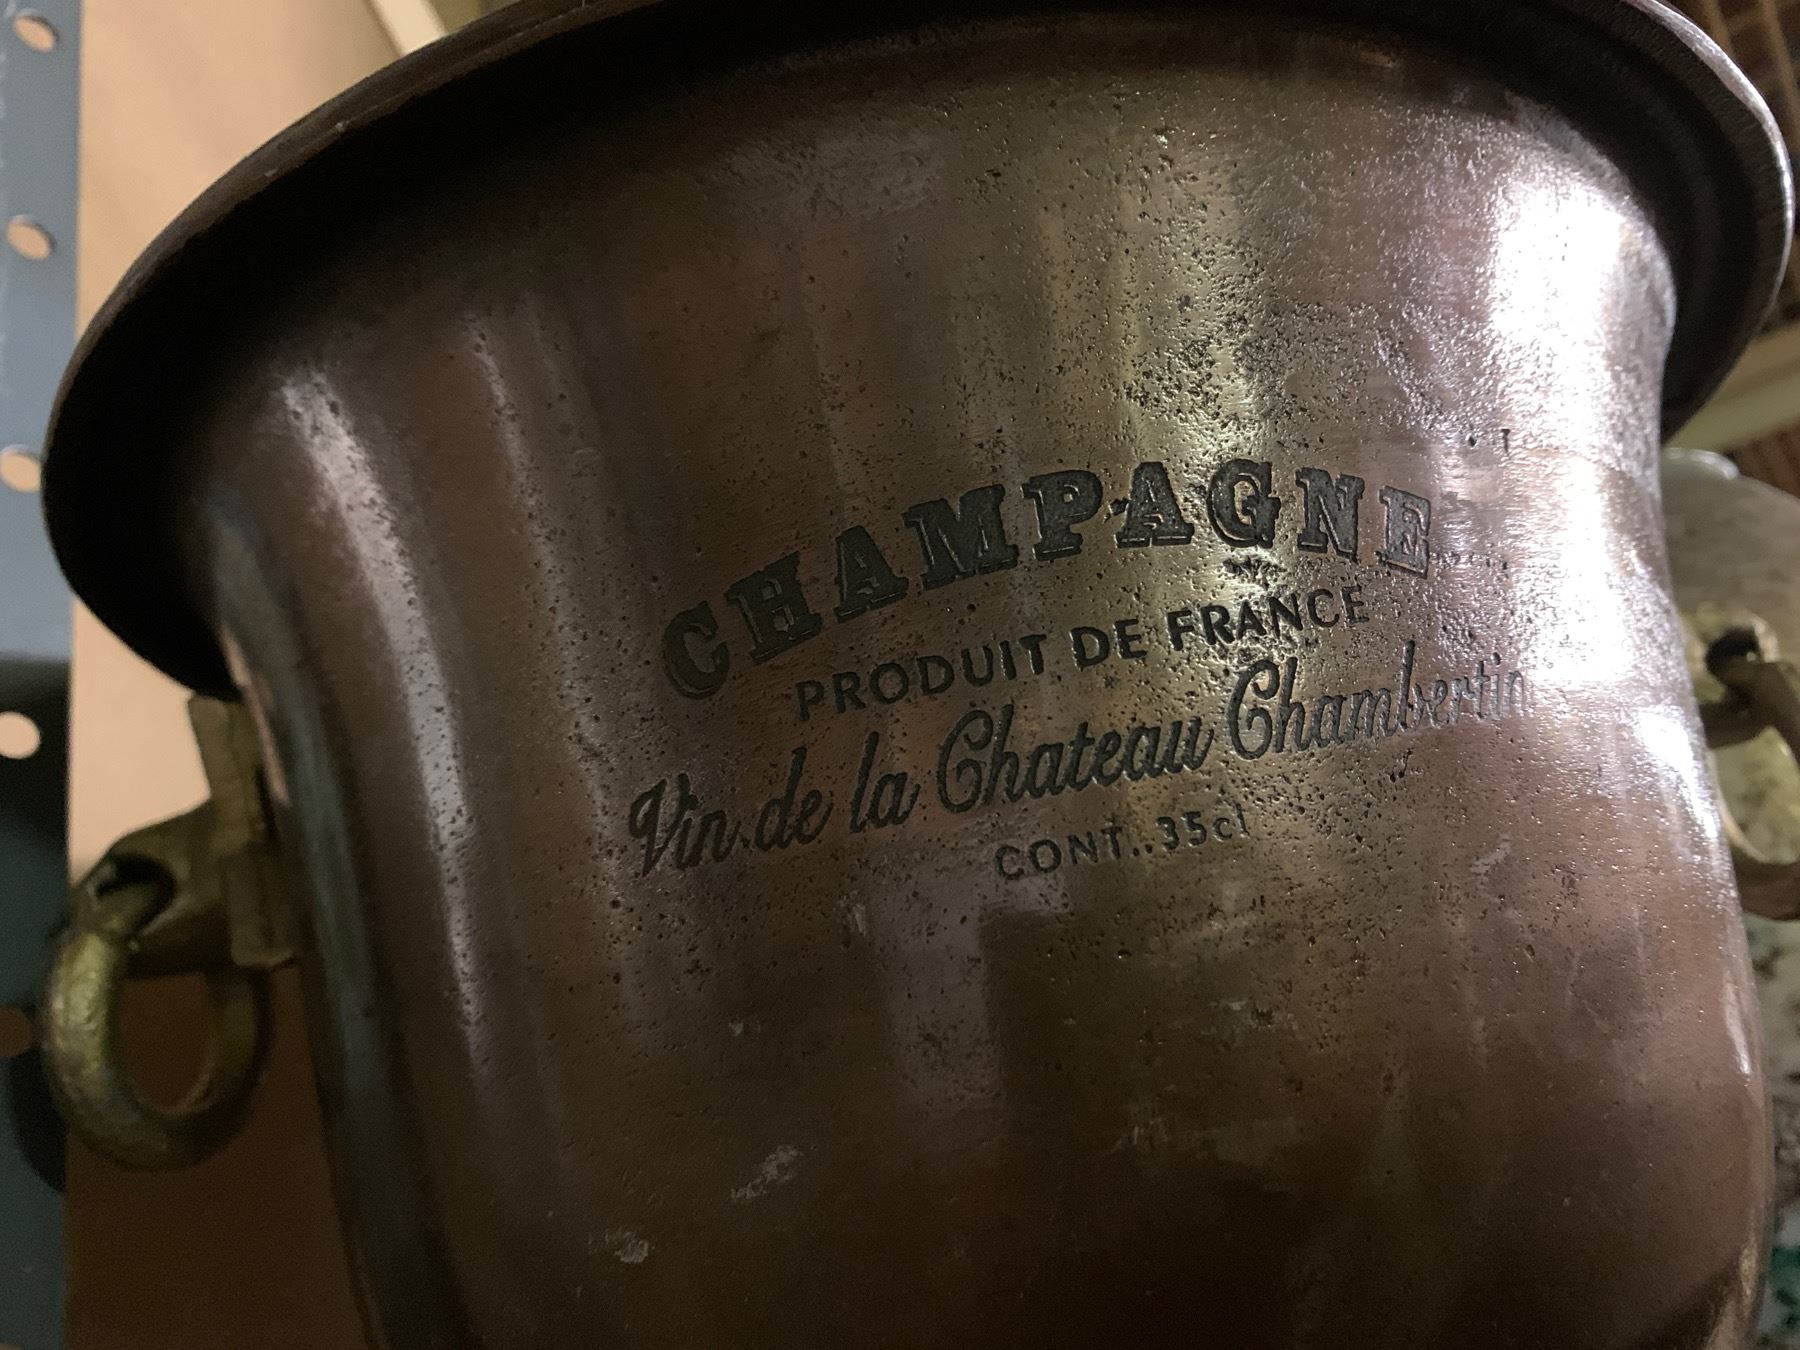 CHAMPAGNE
PRODUIT DE FRANCE
Vin de la Chateau Chambertin
CONT..35cl